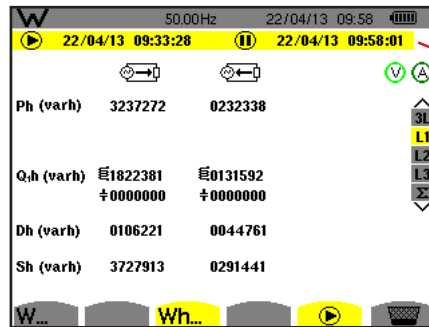 W 50.00Hz 22/04/13 09:58
22/04/13 09:33:28 22/04/13 09:58:01
V A
Ph (varh) 3237272 0232338
3L
L1
Q₁h (varh) 1822381 0131592
L2
÷0000000 ÷0000000
L3
Σ
Dh (varh) 0106221 0044761
Sh (varh) 3727913 0291441
W... Wh...